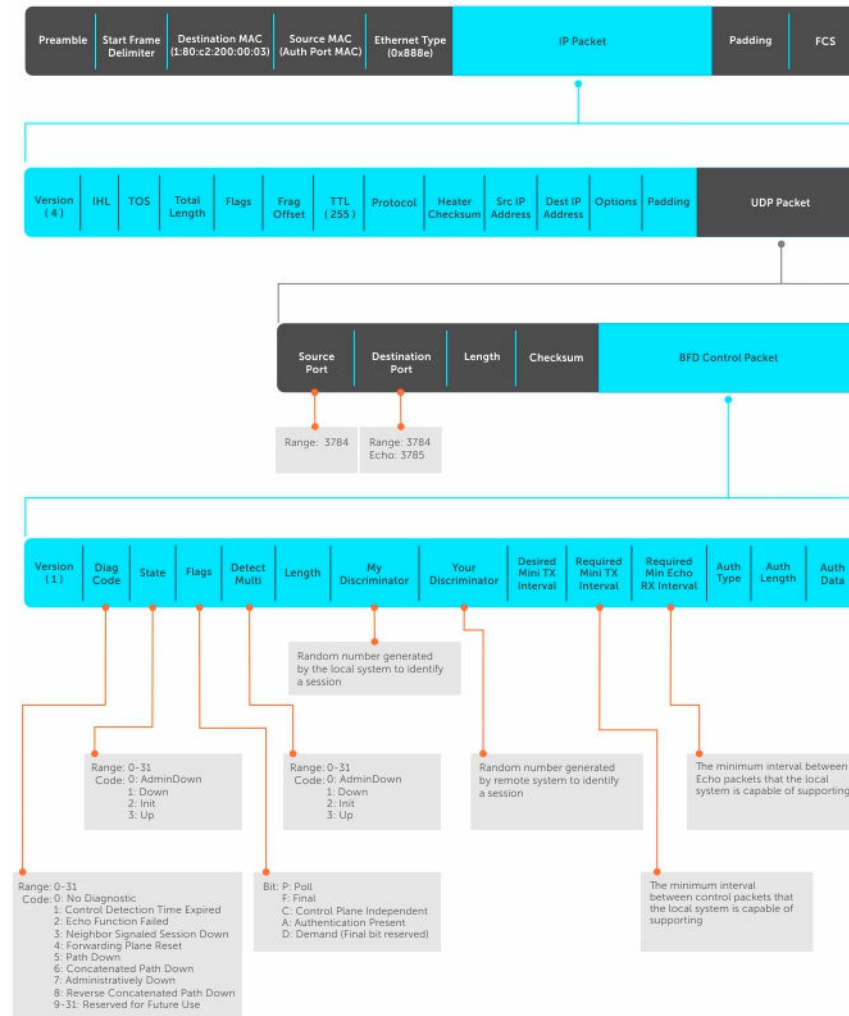 Preamble
Start Frame
Delimiter
Destination MAC
(1:80:c2:200:00:03)
Source MAC
(Auth Port MAC)
Ethernet Type
(0x888e)
IP Packet
Padding
FCS
Version
( 4 )
IHL
TOS
Total
Length
Flags
Frag
Offset
TTL
( 255 )
Protocol
Heater
Checksum
Src IP
Address
Dest IP
Address
Options
Padding
UDP Packet
Source
Port
Destination
Port
Length
Checksum
BFD Control Packet
Range: 3784
Range: 3784
Echo: 3785
Version
( 1 )
Diag
Code
State
Flags
Detect
Multi
Length
My
Discriminator
Your
Discriminator
Desired
Mini TX
Interval
Required
Mini TX
Interval
Required
Min Echo
RX Interval
Auth
Type
Auth
Length
Auth
Data
Random number generated
by the local system to identify
a session
Range: 0-31
Code: 0: AdminDown
1: Down
2: Init
3: Up
Range: 0-31
Code: 0: AdminDown
1: Down
2: Init
3: Up
Random number generated
by remote system to identify
a session
The minimum interval between
Echo packets that the local
system is capable of supporting
Range: 0-31
Code: 0: No Diagnostic
1: Control Detection Time Expired
2: Echo Function Failed
3: Neighbor Signaled Session Down
4: Forwarding Plane Reset
5: Path Down
6: Concatenated Path Down
7: Administratively Down
8: Reverse Concatenated Path Down
9-31: Reserved for Future Use
Bit: P: Poll
F: Final
C: Control Plane Independent
A: Authentication Present
D: Demand (Final bit reserved)
The minimum interval
between control packets that
the local system is capable of
supporting